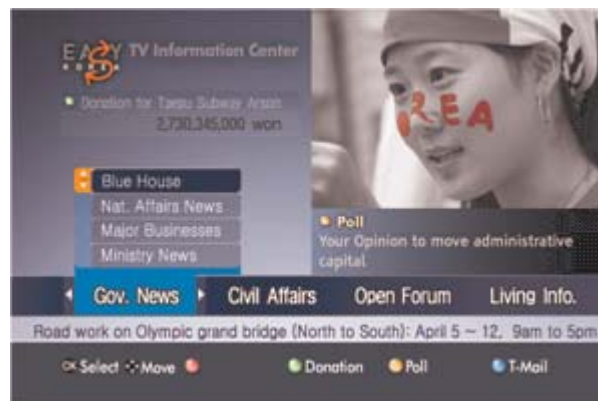 EASY TV Information Center
KOREA
Donation for Taegu Subway Arson
2,730,345,000 won
REA
Blue House
Nat. Affairs News
Major Businesses
Ministry News
Poll
Your Opinion to move administrative
capital
Gov. News Civil Affairs Open Forum Living Info.
Road work on Olympic grand bridge (North to South): April 5 ~ 12, 9am to 5pm
OK Select Move Donation Poll T-Mail